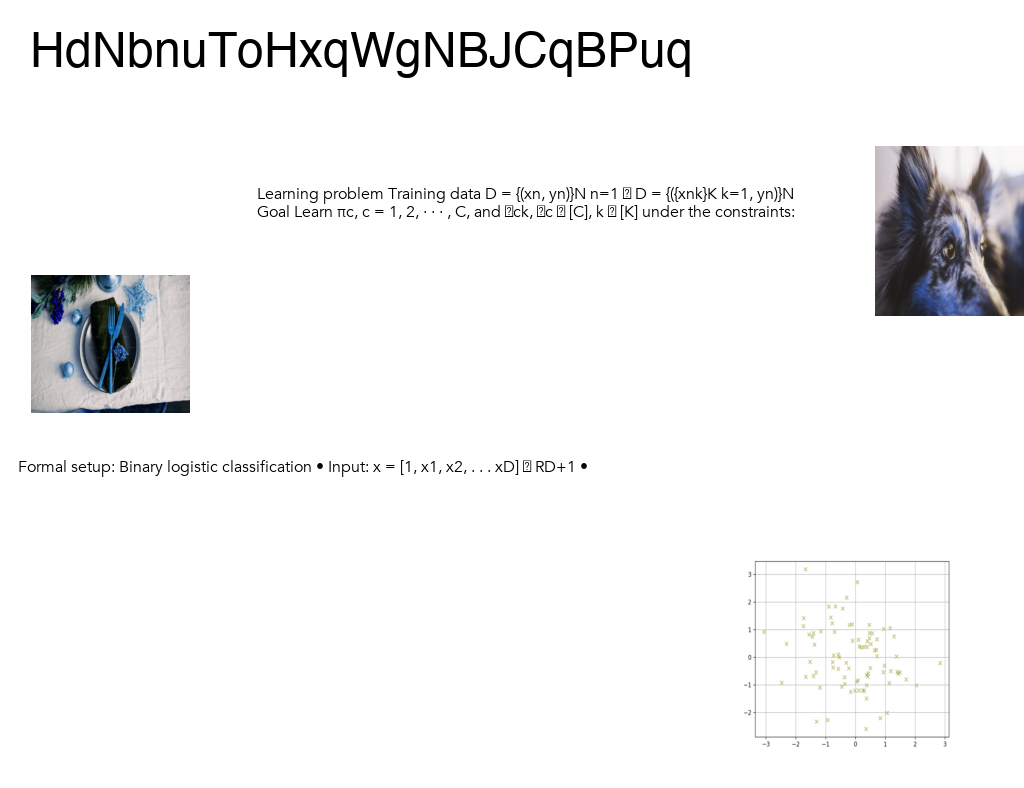 HdNbnuToHxqWgNBJCqBPuq
Learning problem Training data D = {(xn, yn)}N n=1 ⍰ D = {({xnk}K k=1, yn)}N
Goal Learn πc, c = 1, 2, · · · , C, and ⍰ck, ⍰c ⍰ [C], k ⍰ [K] under the constraints:
Formal setup: Binary logistic classification • Input: x = [1, x1, x2, . . . xD] ⍰ RD+1 •
3
2
1
0
−1
−2
−3 −2 −1 0 1 2 3